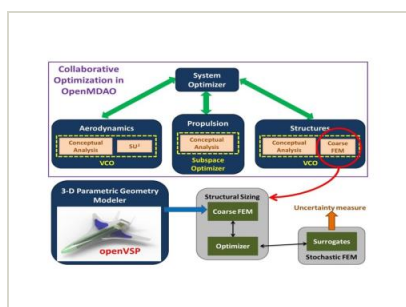 Collaborative
Optimization in
OpenMDAO
System
Optimizer
Aerodynamics
Conceptual
Analysis
SU²
VCO
Propulsion
Conceptual
Analysis
Subspace
Optimizer
Structures
Conceptual
Analysis
Coarse
FEM
VCO
3-D Parametric Geometry
Modeler
openVSP
Structural Sizing
Coarse FEM
Optimizer
Uncertainty measure
Surrogates
Stochastic FEM